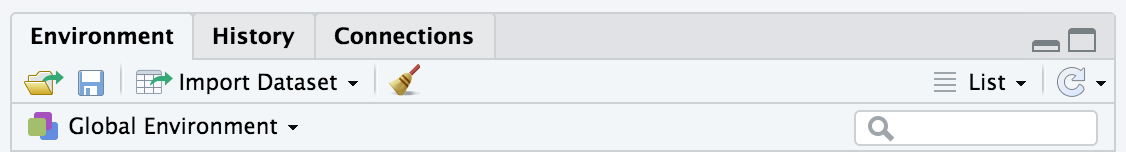 Environment History Connections
Import Dataset List
Global Environment